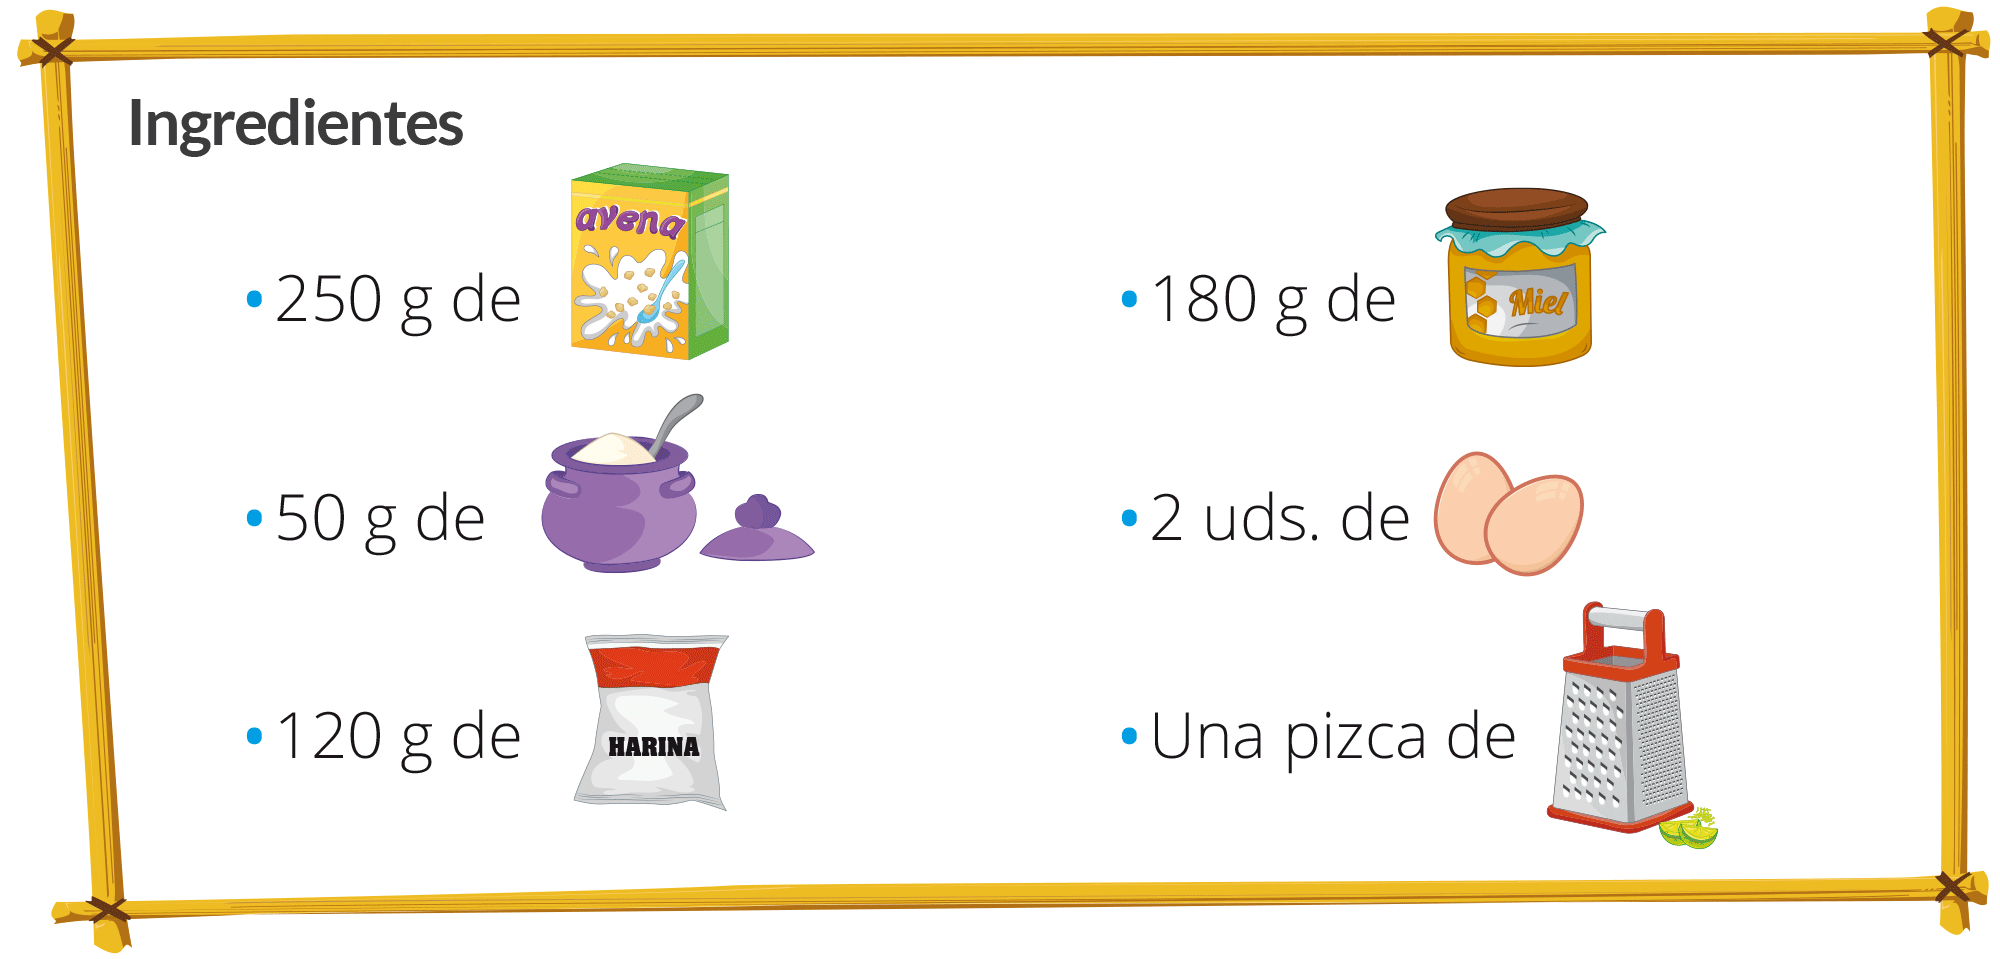 Ingredientes
avena
• 250 g de
• 50 g de
• 120 g de
HARINA
• 180 g de
Miel
• 2 uds. de
• Una pizca de